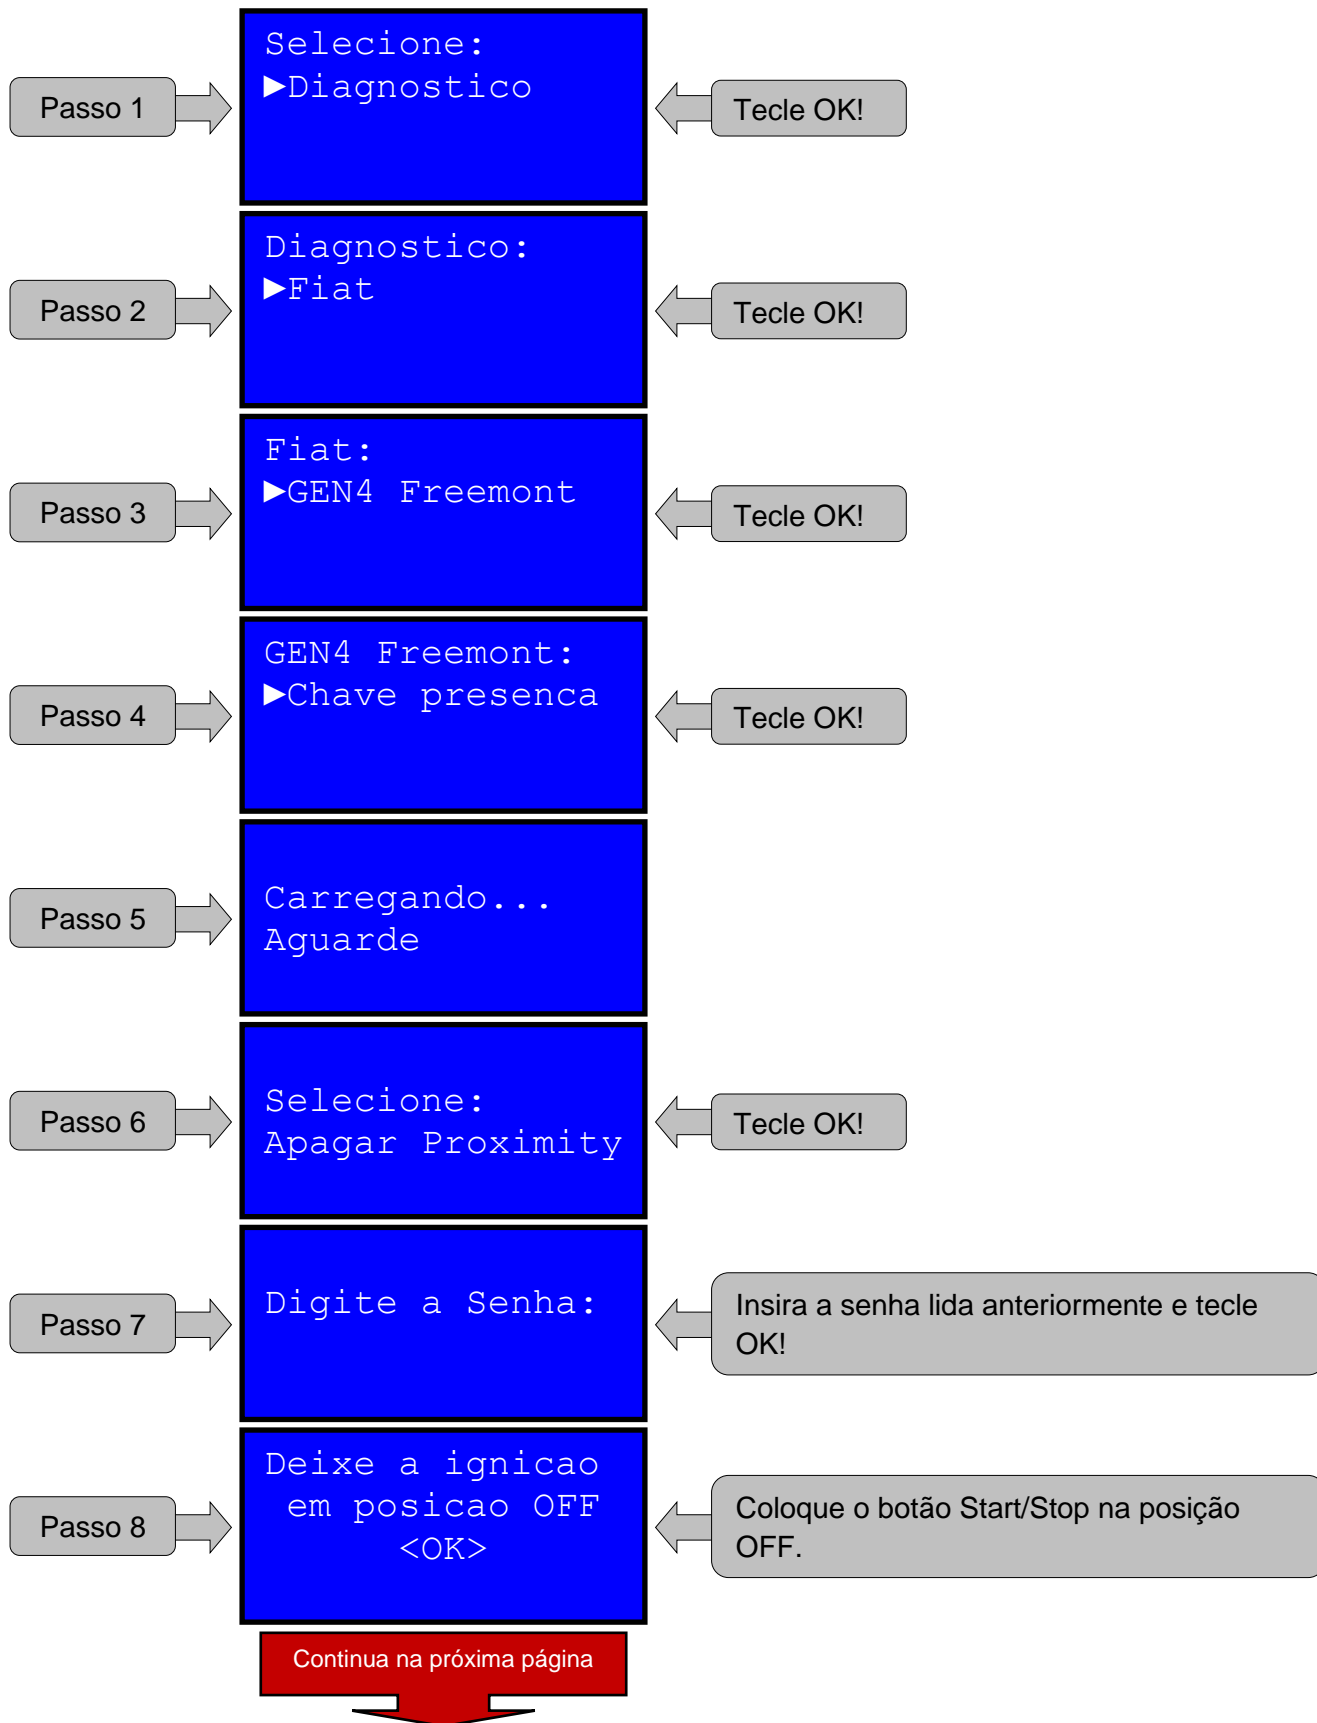 Selecione:
Passo 1
►Diagnostico
Tecle OK!
Diagnostico:
Passo 2
►Fiat
Tecle OK!
Fiat:
Passo 3
►GEN4 Freemont
Tecle OK!
GEN4 Freemont:
Passo 4
►Chave presenca
Tecle OK!
Passo 5
Carregando...
Aguarde
Passo 6
Selecione:
Apagar Proximity
Tecle OK!
Passo 7
Digite a Senha:
Insira a senha lida anteriormente e tecle
OK!
Passo 8
Deixe a ignicao
em posicao OFF
<OK>
Coloque o botão Start/Stop na posição
OFF.
Continua na próxima página